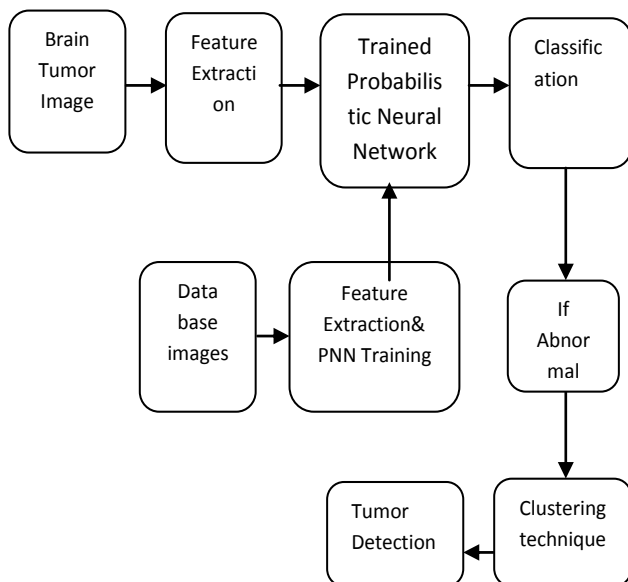 Brain
Tumor
Image
Feature
Extracti
on
Trained
Probabilis
tic Neural
Network
Classific
ation
Data
base
images
Feature
Extraction&
PNN Training
If
Abnor
mal
Tumor
Detection
Clustering
technique